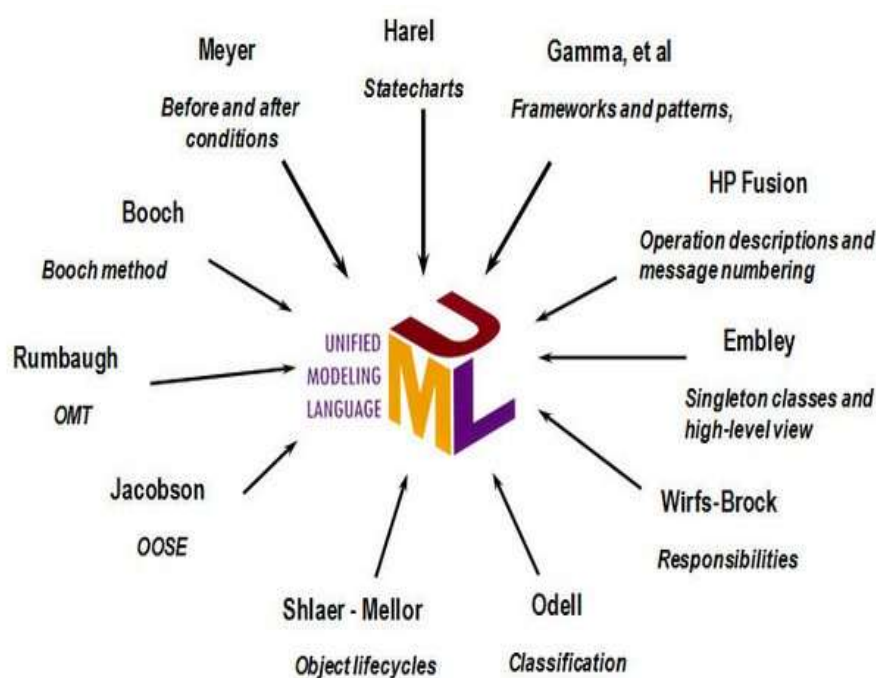 Harel
Statecharts
Meyer
Before and after
conditions
Gamma, et al
Frameworks and patterns,
HP Fusion
Operation descriptions and
message numbering
Booch
Booch method
Embley
Singleton classes and
high-level view
Rumbaugh
OMT
UNIFIED
MODELING
LANGUAGE
UML
Jacobson
OOSE
Wirfs-Brock
Responsibilities
Shlaer - Mellor
Object lifecycles
Odell
Classification